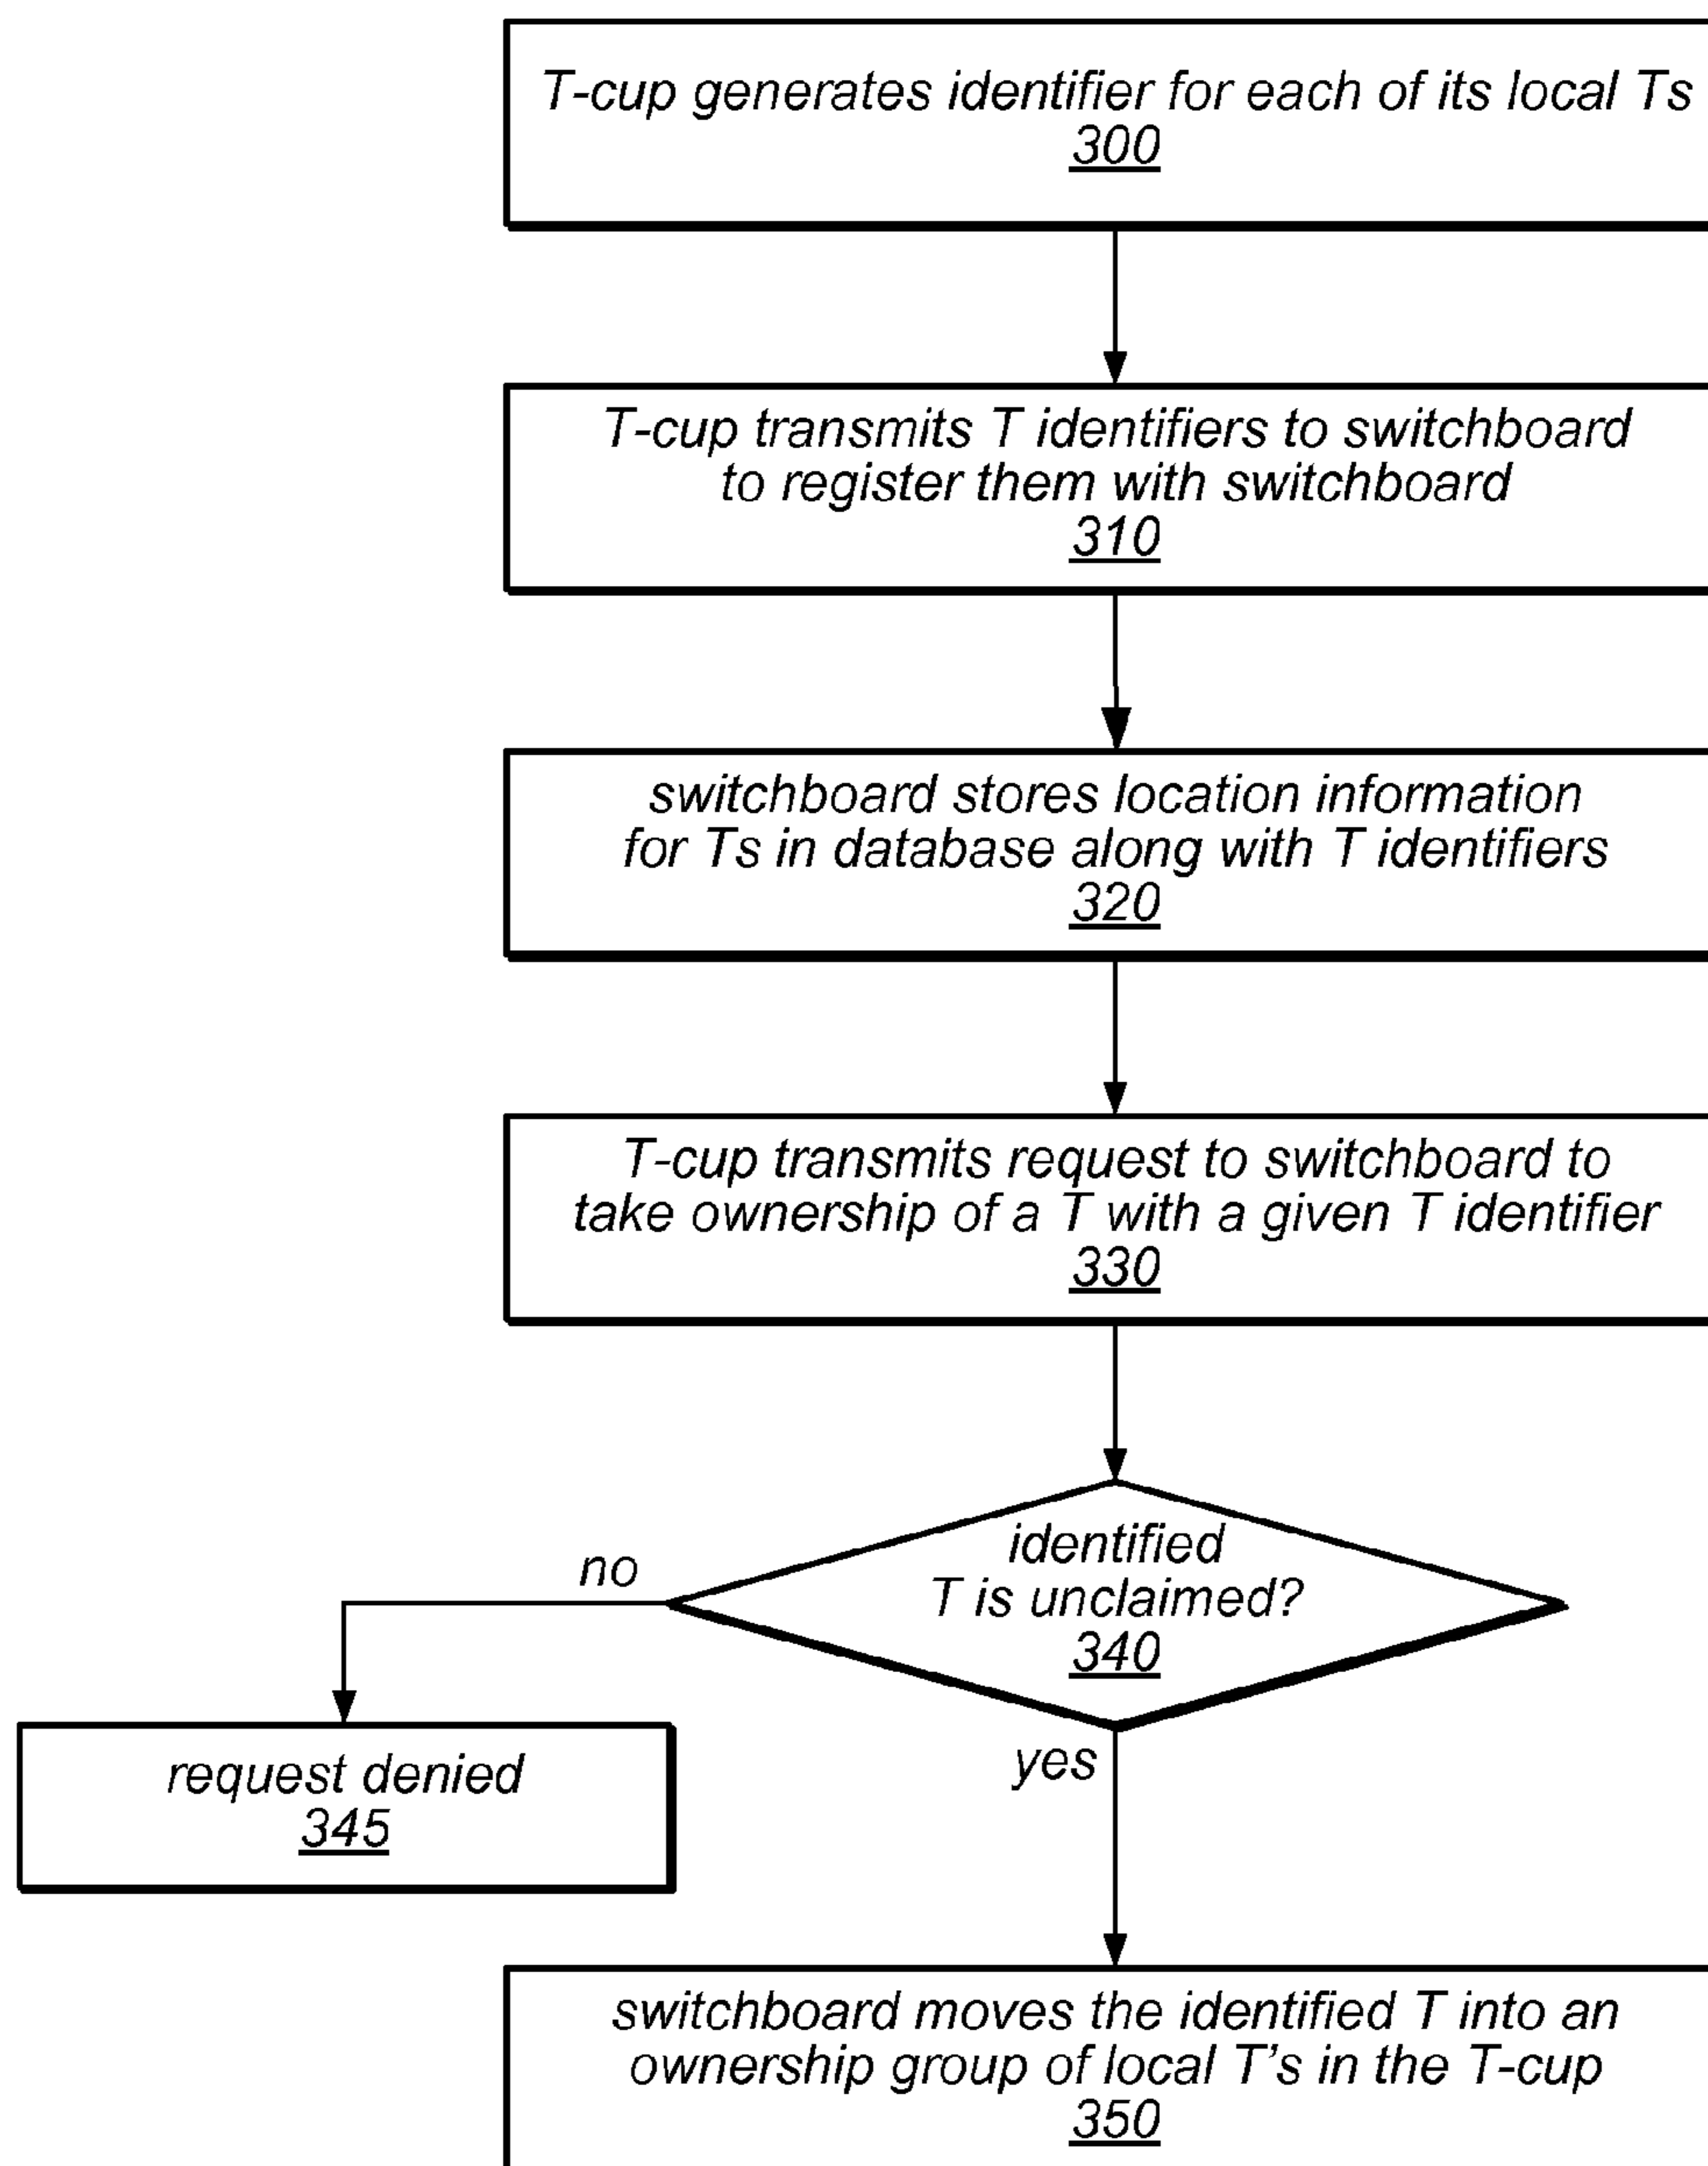 T-cup generates identifier for each of its local Ts
300
T-cup transmits T identifiers to switchboard
to register them with switchboard
310
switchboard stores location information
for Ts in database along with T identifiers
320
T-cup transmits request to switchboard to
take ownership of a T with a given T identifier
330
identified
T is unclaimed?
340
no
yes
request denied
345
switchboard moves the identified T into an
ownership group of local T's in the T-cup
350